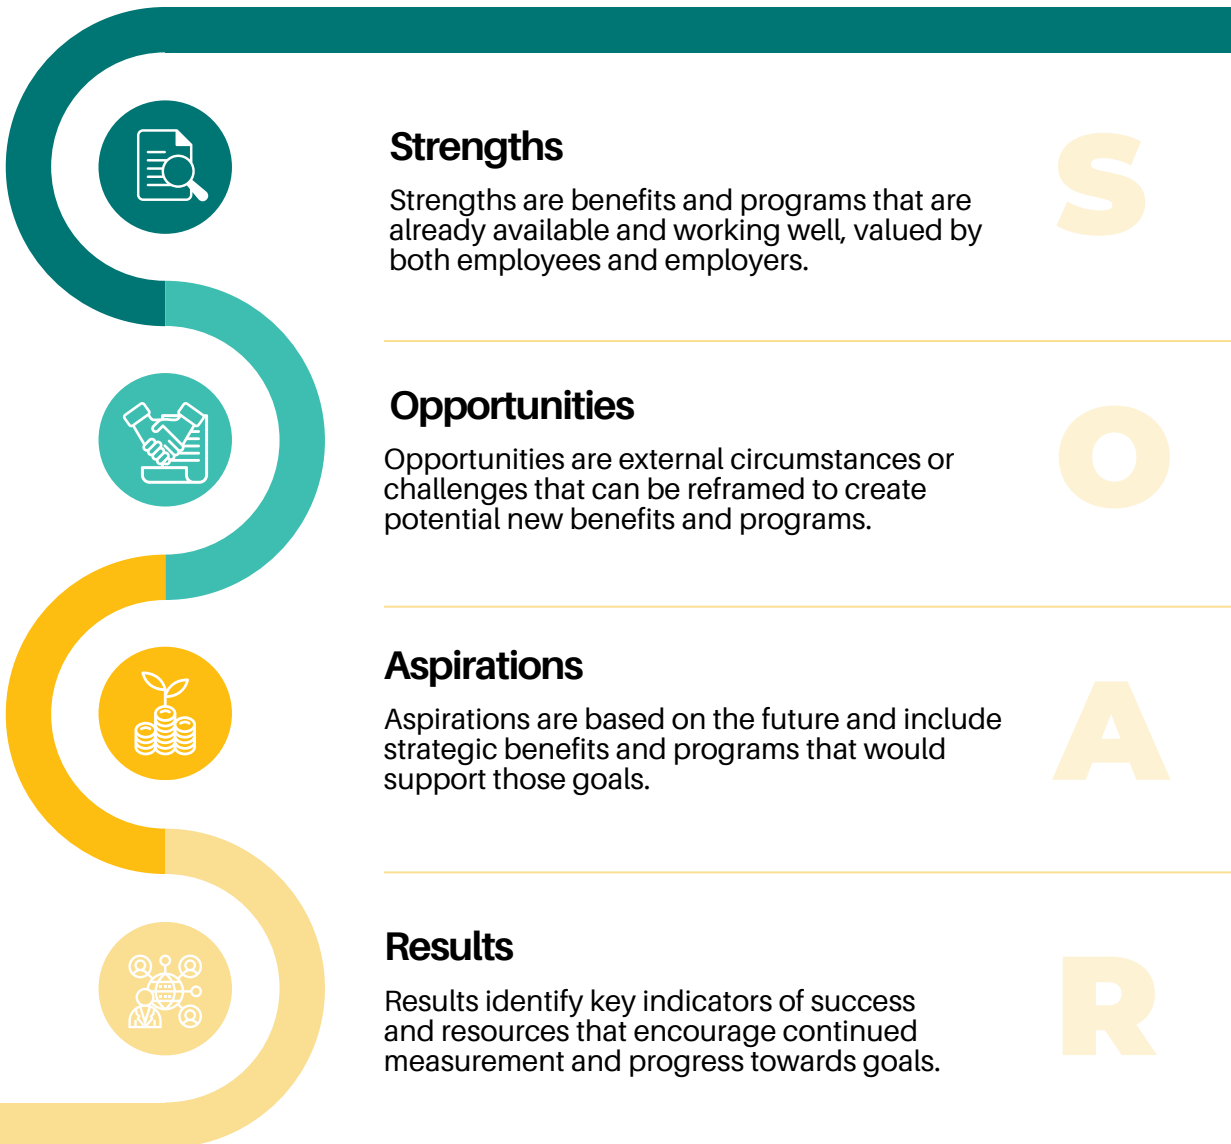 Strengths
S
Strengths are benefits and programs that are
already available and working well, valued by
both employees and employers.
Opportunities
O
Opportunities are external circumstances or
challenges that can be reframed to create
potential new benefits and programs.
Aspirations
A
Aspirations are based on the future and include
strategic benefits and programs that would
support those goals.
Results
R
Results identify key indicators of success
and resources that encourage continued
measurement and progress towards goals.